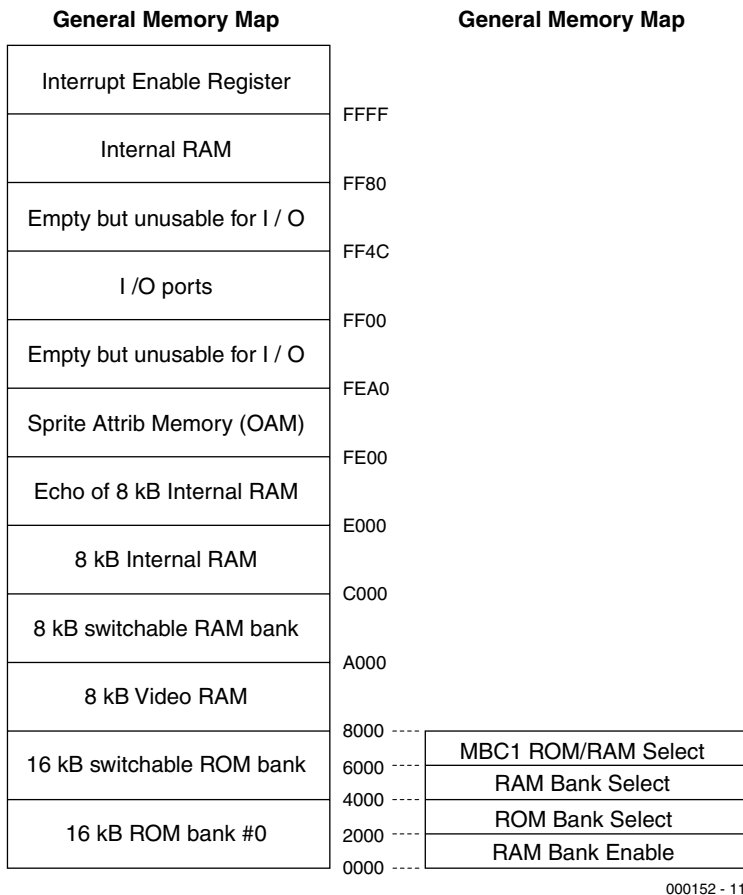 General Memory Map
General Memory Map
Interrupt Enable Register
FFFF
Internal RAM
FF80
Empty but unusable for I / O
FF4C
I /O ports
FF00
Empty but unusable for I / O
FEA0
Sprite Attrib Memory (OAM)
FE00
Echo of 8 kB Internal RAM
E000
8 kB Internal RAM
C000
8 kB switchable RAM bank
A000
8 kB Video RAM
8000
MBC1 ROM/RAM Select
16 kB switchable ROM bank
6000
RAM Bank Select
4000
ROM Bank Select
16 kB ROM bank #0
2000
RAM Bank Enable
0000
000152 - 11